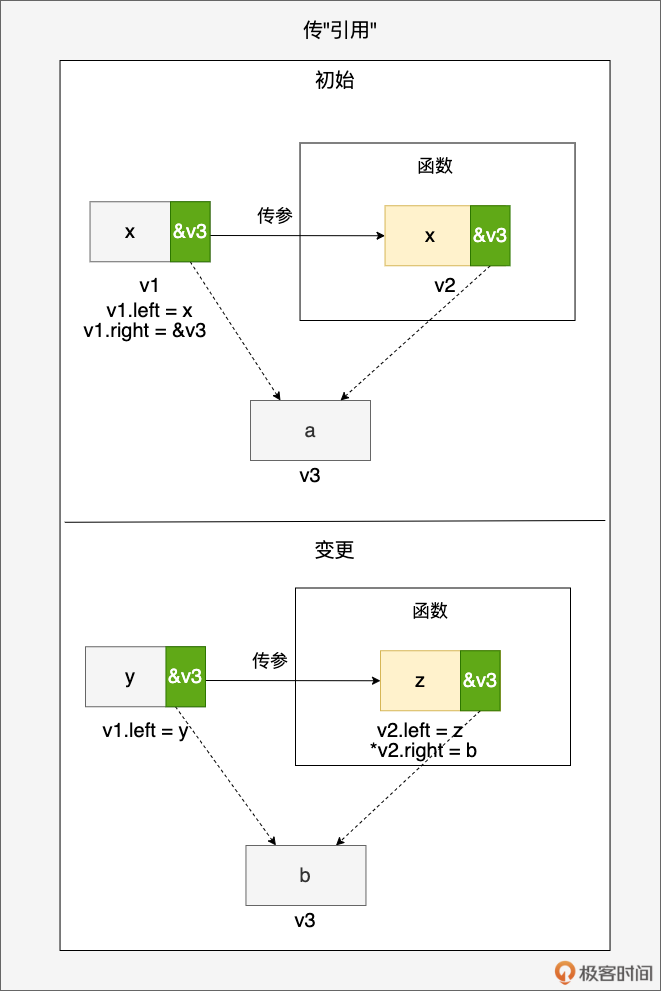 传"引用"
初始
函数
x
&v3
传参
x
&v3
v1
v1.left = x
v1.right = &v3
v2
a
v3
变更
函数
y
&v3
传参
z
&v3
v1.left = y
v2.left = z
*v2.right = b
b
v3
极客时间